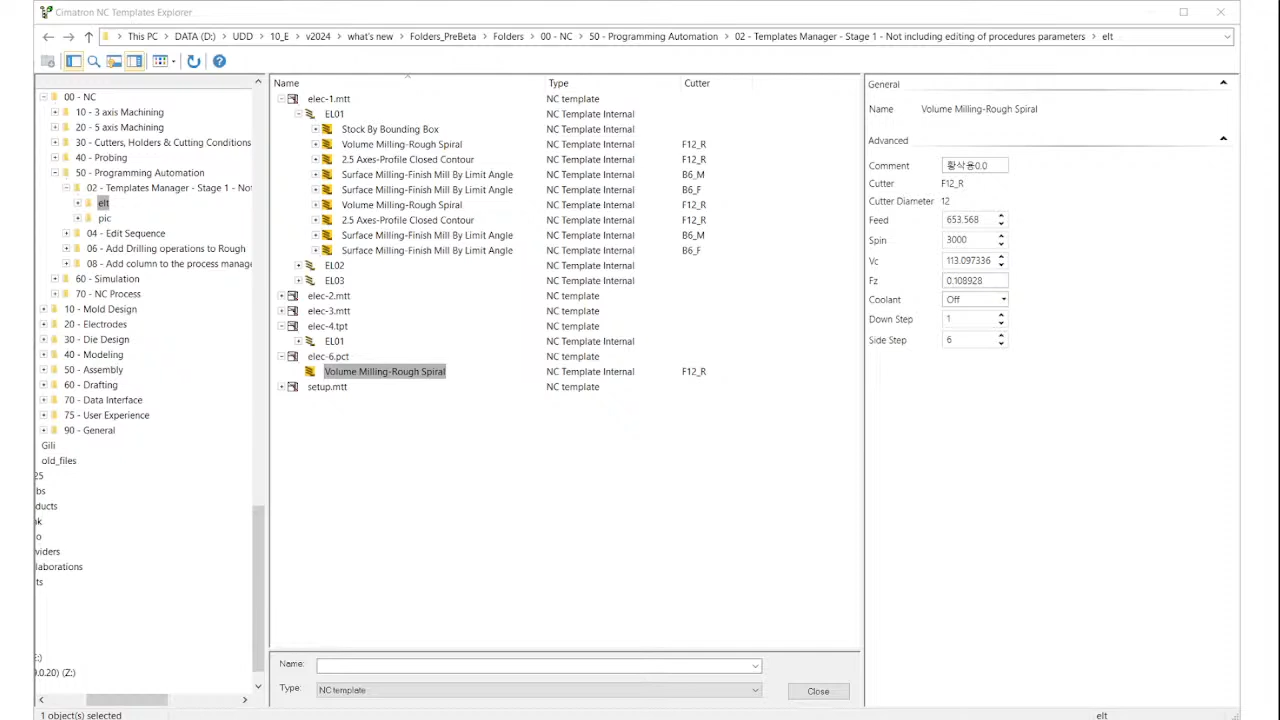 Cimatron NC Templates Explorer
This PC > DATA (D:) > UDD > 10_E > v2024 > what's new > Folders_PreBeta > Folders > 00 - NC > 50 - Programming Automation > 02 - Templates Manager - Stage 1 - Not including editing of procedures parameters > elt
00 - NC
10 - 3 axis Machining
20 - 5 axis Machining
30 - Cutters, Holders & Cutting Conditions
40 - Probing
50 - Programming Automation
02 - Templates Manager - Stage 1 - Not
elt
pic
04 - Edit Sequence
06 - Add Drilling operations to Rough
08 - Add column to the process manage
60 - Simulation
70 - NC Process
10 - Mold Design
20 - Electrodes
30 - Die Design
40 - Modeling
50 - Assembly
60 - Drafting
70 - Data Interface
75 - User Experience
90 - General
Gili
old_files
25
bs
ducts
nk
o
viders
laborations
ts
E:)
0.0.20) (Z:)
Name Type Cutter
elec-1.mtt NC template
EL01 NC Template Internal
Stock By Bounding Box NC Template Internal
Volume Milling-Rough Spiral NC Template Internal F12_R
2.5 Axes-Profile Closed Contour NC Template Internal F12_R
Surface Milling-Finish Mill By Limit Angle NC Template Internal B6_M
Surface Milling-Finish Mill By Limit Angle NC Template Internal B6_F
Volume Milling-Rough Spiral NC Template Internal F12_R
2.5 Axes-Profile Closed Contour NC Template Internal F12_R
Surface Milling-Finish Mill By Limit Angle NC Template Internal B6_M
Surface Milling-Finish Mill By Limit Angle NC Template Internal B6_F
EL02 NC Template Internal
EL03 NC Template Internal
elec-2.mtt NC template
elec-3.mtt NC template
elec-4.tpt NC template
EL01 NC Template Internal
elec-6.pct NC template
Volume Milling-Rough Spiral NC Template Internal F12_R
setup.mtt NC template
Name:
Type: NC template
Close
General
Name Volume Milling-Rough Spiral
Advanced
Comment 황삭용0.0
Cutter F12_R
Cutter Diameter 12
Feed 653.568
Spin 3000
Vc 113.097336
Fz 0.108928
Coolant Off
Down Step 1
Side Step 6
1 object(s) selected
elt